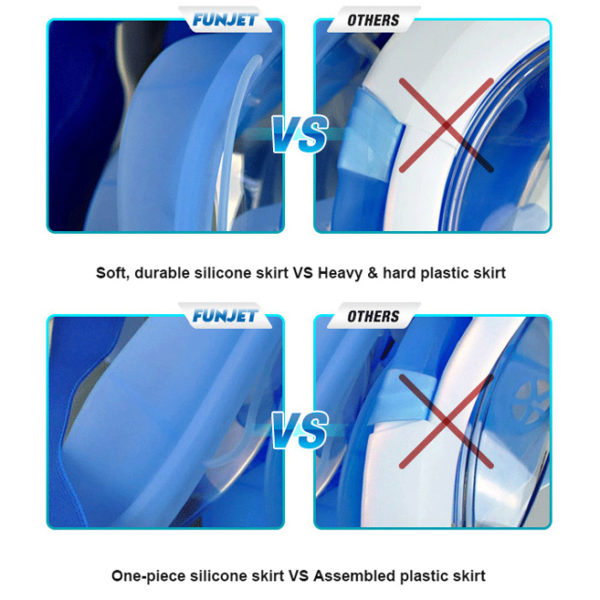 FUNJET
OTHERS
VS
Soft, durable silicone skirt VS Heavy & hard plastic skirt
FUNJET
OTHERS
VS
One-piece silicone skirt VS Assembled plastic skirt